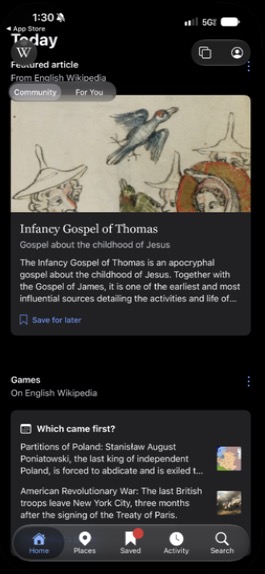 1:30
App Store
5G
Today
W
Featured article
From English Wikipedia
Community
For You
Infancy Gospel of Thomas
Gospel about the childhood of Jesus
The Infancy Gospel of Thomas is an apocryphal
gospel about the childhood of Jesus. Together with
the Gospel of James, it is one of the earliest and most
influential sources detailing the activities and life of...
Save for later
Games
On English Wikipedia
Which came first?
Partitions of Poland: Stanisław August
Poniatowski, the last king of independent
Poland, is forced to abdicate and is exiled t...
American Revolutionary War: The last British
troops leave New York City, three months
after the signing of the Treaty of Paris.
Home
Places
Saved
Activity
Search